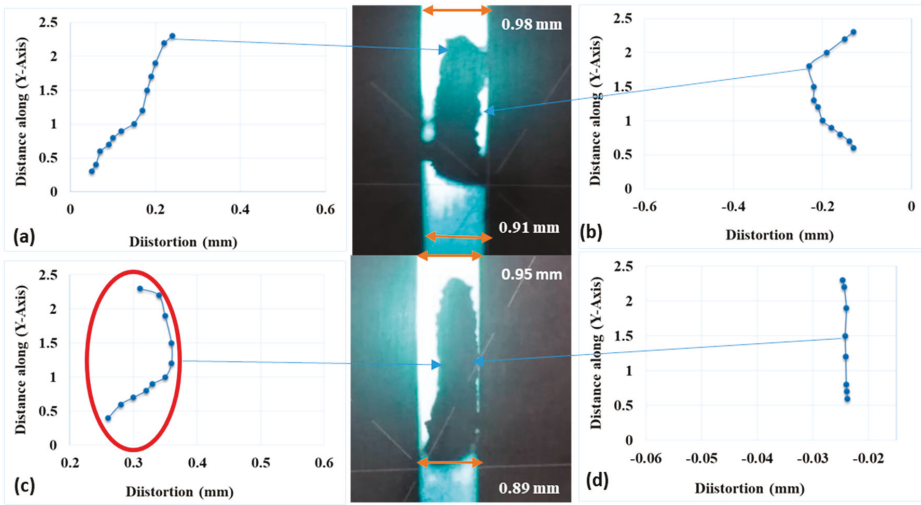 2.5
2
1.5
1
0.5
0
0
0.2
0.4
0.6
Distance along (Y-Axis)
Diistortion (mm)
(a)
0.98 mm
0.91 mm
2.5
2
1.5
1
0.5
0
-0.6
-0.4
-0.2
0
Distance along (Y-Axis)
Diistortion (mm)
(b)
2.5
2
1.5
1
0.5
0
0.2
0.3
0.4
0.5
0.6
Distance along (Y-Axis)
Diistortion (mm)
(c)
0.95 mm
0.89 mm
2.5
2
1.5
1
0.5
0
-0.06
-0.05
-0.04
-0.03
-0.02
Distance along (Y-Axis)
Diistortion (mm)
(d)